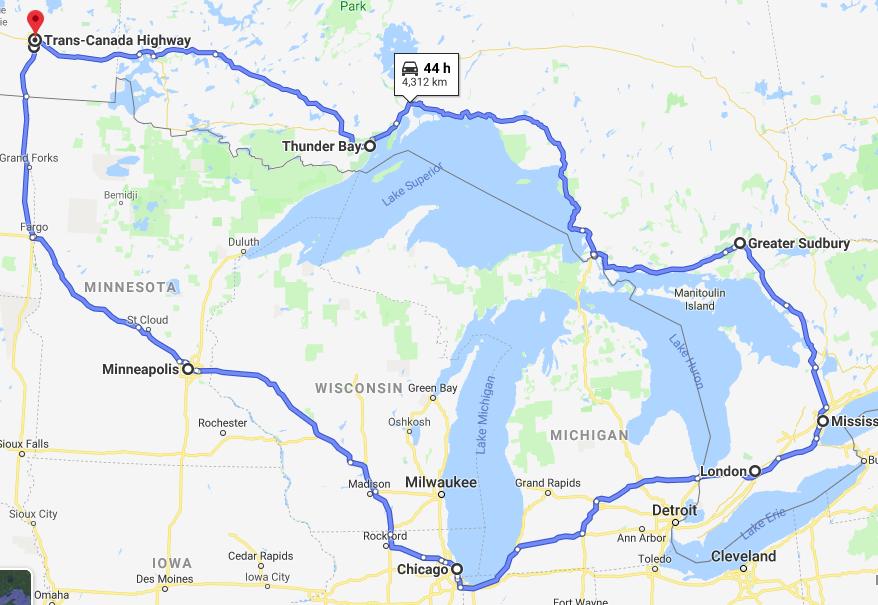 Park
ie
es
Trans-Canada Highway
44 h
4,312 km
Thunder Bay
Grand Forks
Lake Superior
Bemidji
Fargo
Duluth
Greater Sudbury
MINNESOTA
Manitoulin
Island
St Cloud
Lake Huron
Minneapolis
WISCONSIN
Green Bay
Lake Michigan
Oshkosh
Rochester
Mississ
MICHIGAN
Sioux Falls
London
Bu
Madison
Milwaukee
Grand Rapids
Detroit
Sioux City
Lake Erie
Rockford
Ann Arbor
Cedar Rapids
Toledo
Cleveland
IOWA
Chicago
Iowa City
Des Moines
Omaha
Fort Wayne